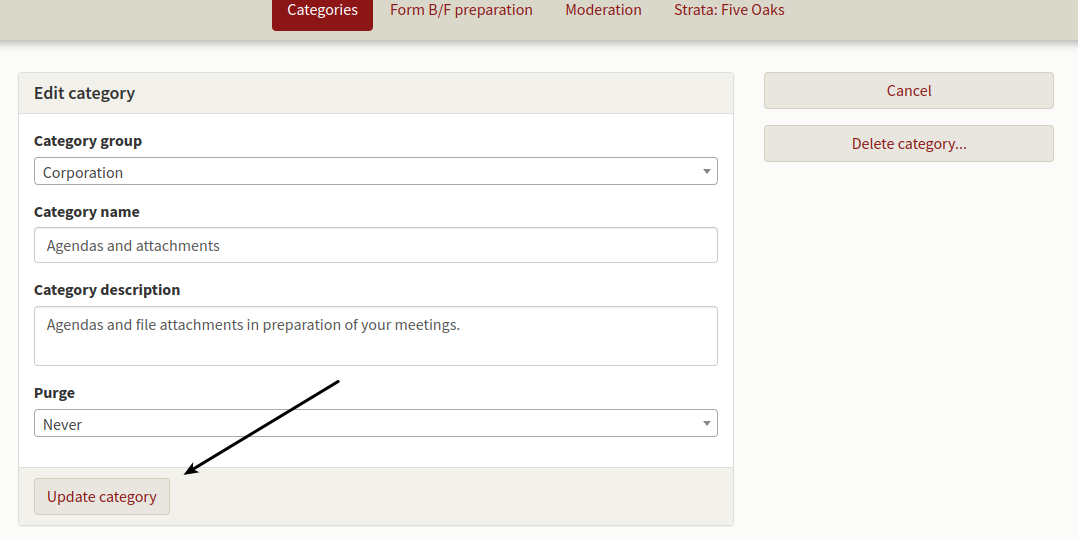 Categories Form B/F preparation Moderation Strata: Five Oaks
Edit category
Cancel
Delete category...
Category group
Corporation
Category name
Agendas and attachments
Category description
Agendas and file attachments in preparation of your meetings.
Purge
Never
Update category